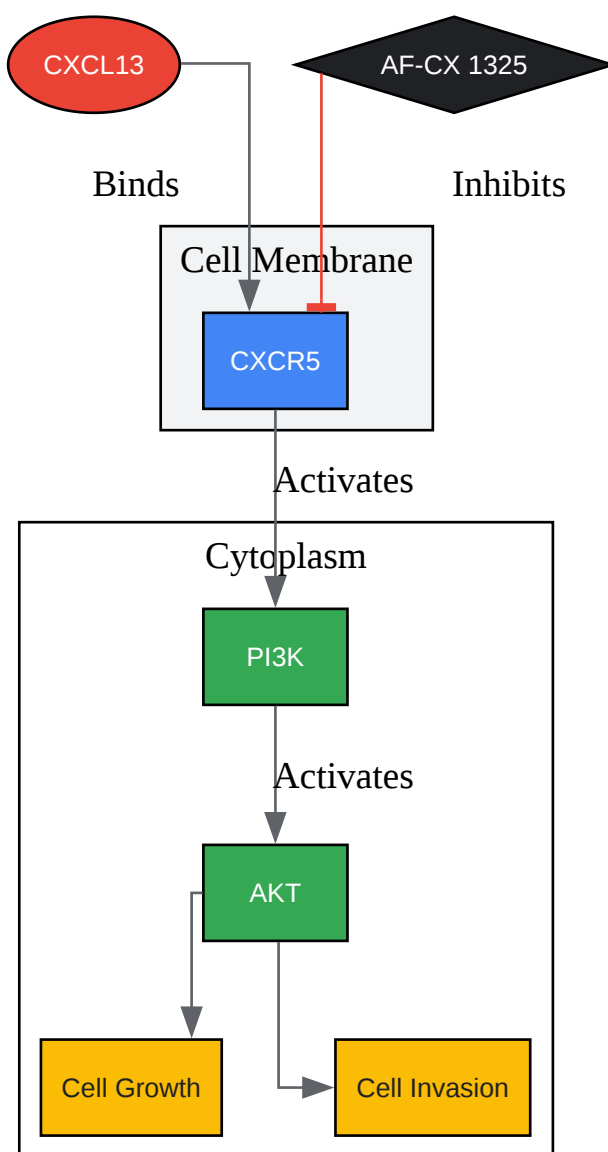 CXCL13
AF-CX 1325
Binds
Inhibits
Cell Membrane
CXCR5
Activates
Cytoplasm
PI3K
Activates
AKT
Cell Growth
Cell Invasion